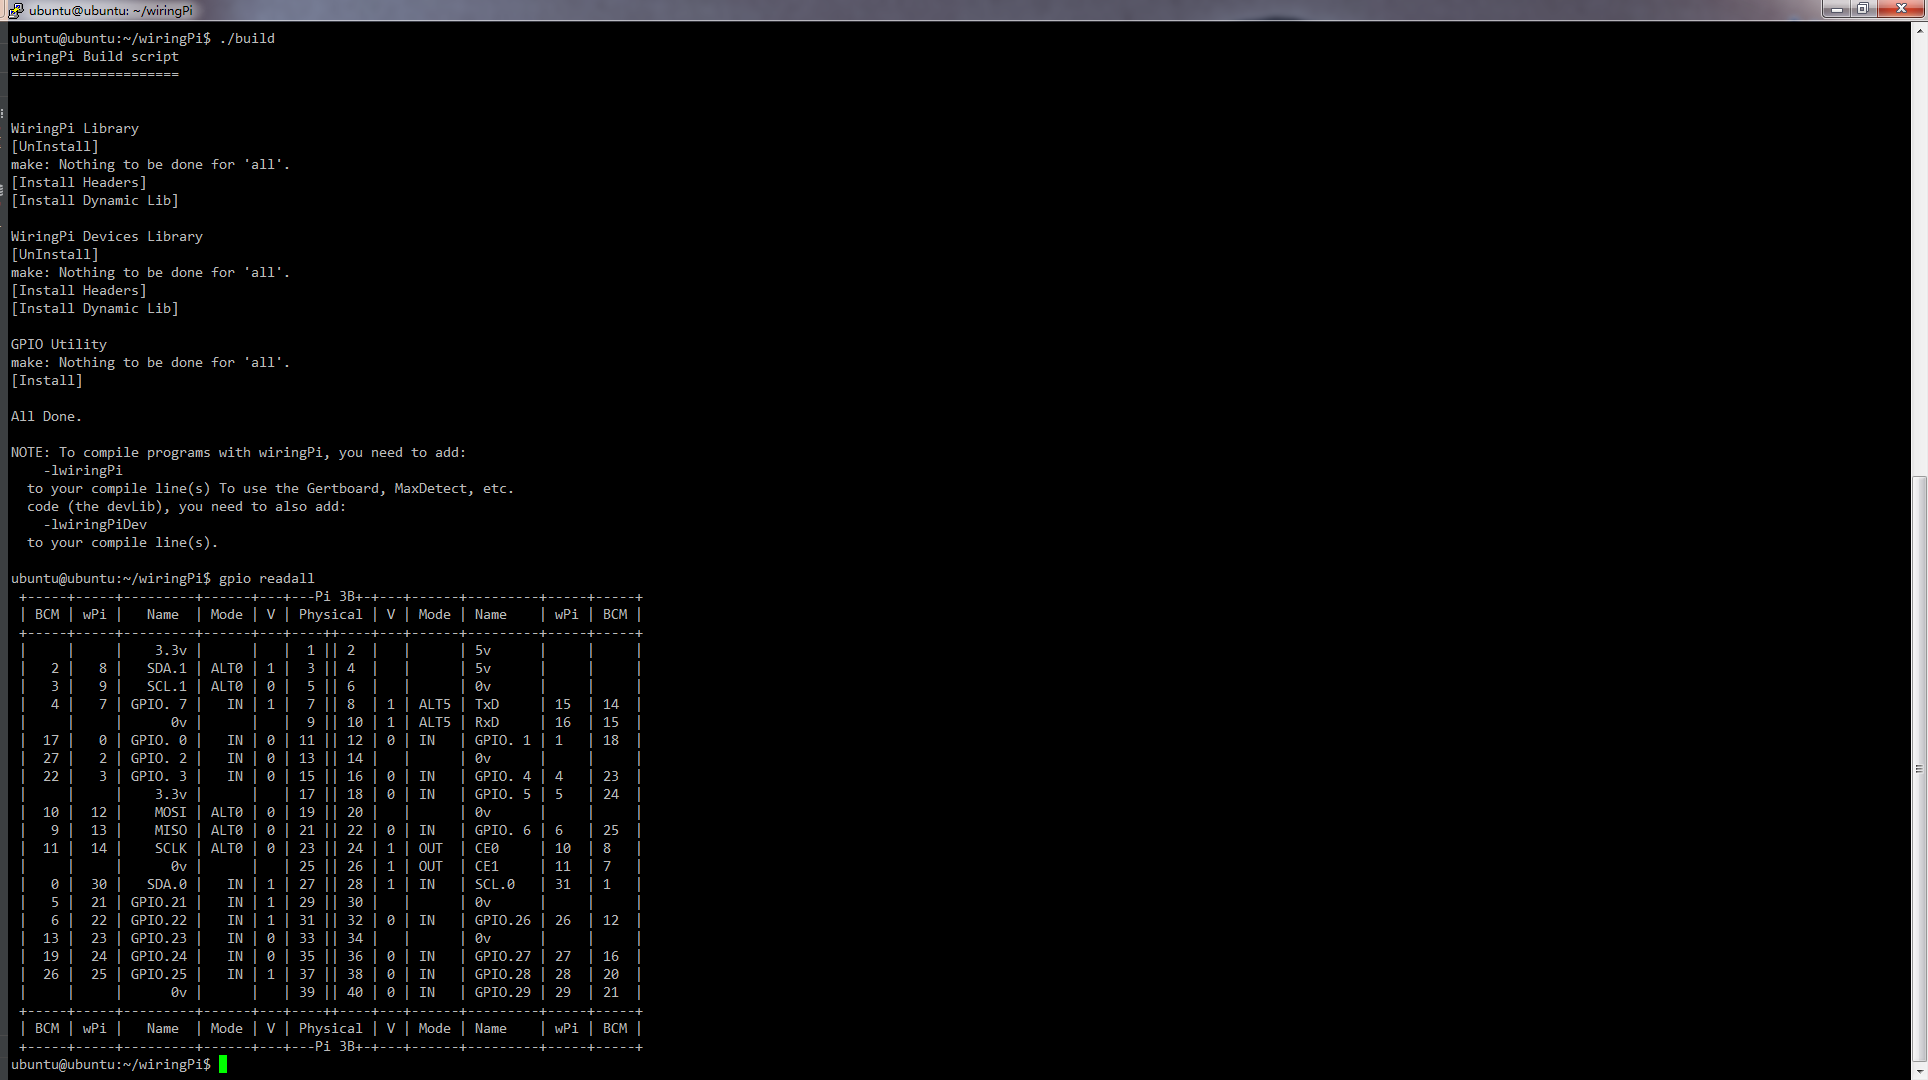 ubuntu@ubuntu: ~/wiringPi
ubuntu@ubuntu:~/wiringPi$ ./build
wiringPi Build script
=====================
WiringPi Library
[UnInstall]
make: Nothing to be done for 'all'.
[Install Headers]
[Install Dynamic Lib]
WiringPi Devices Library
[UnInstall]
make: Nothing to be done for 'all'.
[Install Headers]
[Install Dynamic Lib]
GPIO Utility
make: Nothing to be done for 'all'.
[Install]
All Done.
NOTE: To compile programs with wiringPi, you need to add:
    -lwiringPi
  to your compile line(s) To use the Gertboard, MaxDetect, etc.
  code (the devLib), you need to also add:
    -lwiringPiDev
  to your compile line(s).
ubuntu@ubuntu:~/wiringPi$ gpio readall
 +-----+-----+---------+------+---+---Pi 3B+-+---+------+---------+-----+-----+
 | BCM | wPi |   Name  | Mode | V | Physical | V | Mode | Name    | wPi | BCM |
 +-----+-----+---------+------+---+----++----+---+------+---------+-----+-----+
 |     |     |    3.3v |      |   |  1 || 2  |   |      | 5v      |     |     |
 |   2 |   8 |   SDA.1 | ALT0 | 1 |  3 || 4  |   |      | 5v      |     |     |
 |   3 |   9 |   SCL.1 | ALT0 | 0 |  5 || 6  |   |      | 0v      |     |     |
 |   4 |   7 | GPIO. 7 |   IN | 1 |  7 || 8  | 1 | ALT5 | TxD     | 15  | 14  |
 |     |     |      0v |      |   |  9 || 10 | 1 | ALT5 | RxD     | 16  | 15  |
 |  17 |   0 | GPIO. 0 |   IN | 0 | 11 || 12 | 0 | IN   | GPIO. 1 | 1   | 18  |
 |  27 |   2 | GPIO. 2 |   IN | 0 | 13 || 14 |   |      | 0v      |     |     |
 |  22 |   3 | GPIO. 3 |   IN | 0 | 15 || 16 | 0 | IN   | GPIO. 4 | 4   | 23  |
 |     |     |    3.3v |      |   | 17 || 18 | 0 | IN   | GPIO. 5 | 5   | 24  |
 |  10 |  12 |    MOSI | ALT0 | 0 | 19 || 20 |   |      | 0v      |     |     |
 |   9 |  13 |    MISO | ALT0 | 0 | 21 || 22 | 0 | IN   | GPIO. 6 | 6   | 25  |
 |  11 |  14 |    SCLK | ALT0 | 0 | 23 || 24 | 1 | OUT  | CE0     | 10  | 8   |
 |     |     |      0v |      |   | 25 || 26 | 1 | OUT  | CE1     | 11  | 7   |
 |   0 |  30 |   SDA.0 |   IN | 1 | 27 || 28 | 1 | IN   | SCL.0   | 31  | 1   |
 |   5 |  21 | GPIO.21 |   IN | 1 | 29 || 30 |   |      | 0v      |     |     |
 |   6 |  22 | GPIO.22 |   IN | 1 | 31 || 32 | 0 | IN   | GPIO.26 | 26  | 12  |
 |  13 |  23 | GPIO.23 |   IN | 0 | 33 || 34 |   |      | 0v      |     |     |
 |  19 |  24 | GPIO.24 |   IN | 0 | 35 || 36 | 0 | IN   | GPIO.27 | 27  | 16  |
 |  26 |  25 | GPIO.25 |   IN | 1 | 37 || 38 | 0 | IN   | GPIO.28 | 28  | 20  |
 |     |     |      0v |      |   | 39 || 40 | 0 | IN   | GPIO.29 | 29  | 21  |
 +-----+-----+---------+------+---+----++----+---+------+---------+-----+-----+
 | BCM | wPi |   Name  | Mode | V | Physical | V | Mode | Name    | wPi | BCM |
 +-----+-----+---------+------+---+---Pi 3B+-+---+------+---------+-----+-----+
ubuntu@ubuntu:~/wiringPi$